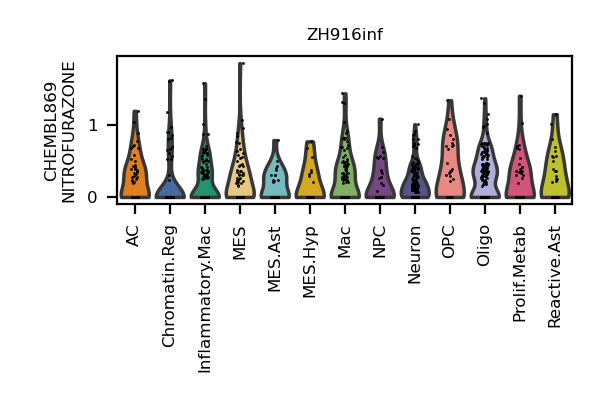 ZH916inf
CHEMBL869
NITROFURAZONE
1
0
AC
Chromatin.Reg
Inflammatory.Mac
MES
MES.Ast
MES.Hyp
Mac
NPC
Neuron
OPC
Oligo
Prolif.Metab
Reactive.Ast